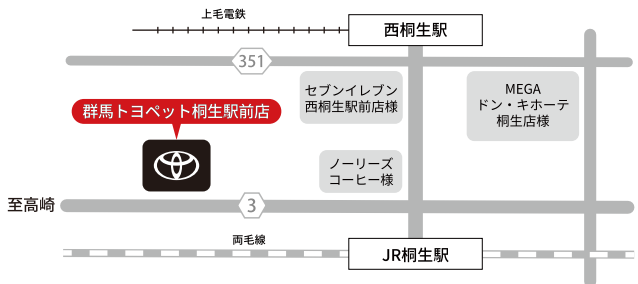 上毛電鉄
西桐生駅
351
セブンイレブン
西桐生駅前店様
MEGA
ドン・キホーテ
桐生店様
群馬トヨペット桐生駅前店
ノーリーズ
コーヒー様
至高崎
3
両毛線
JR桐生駅